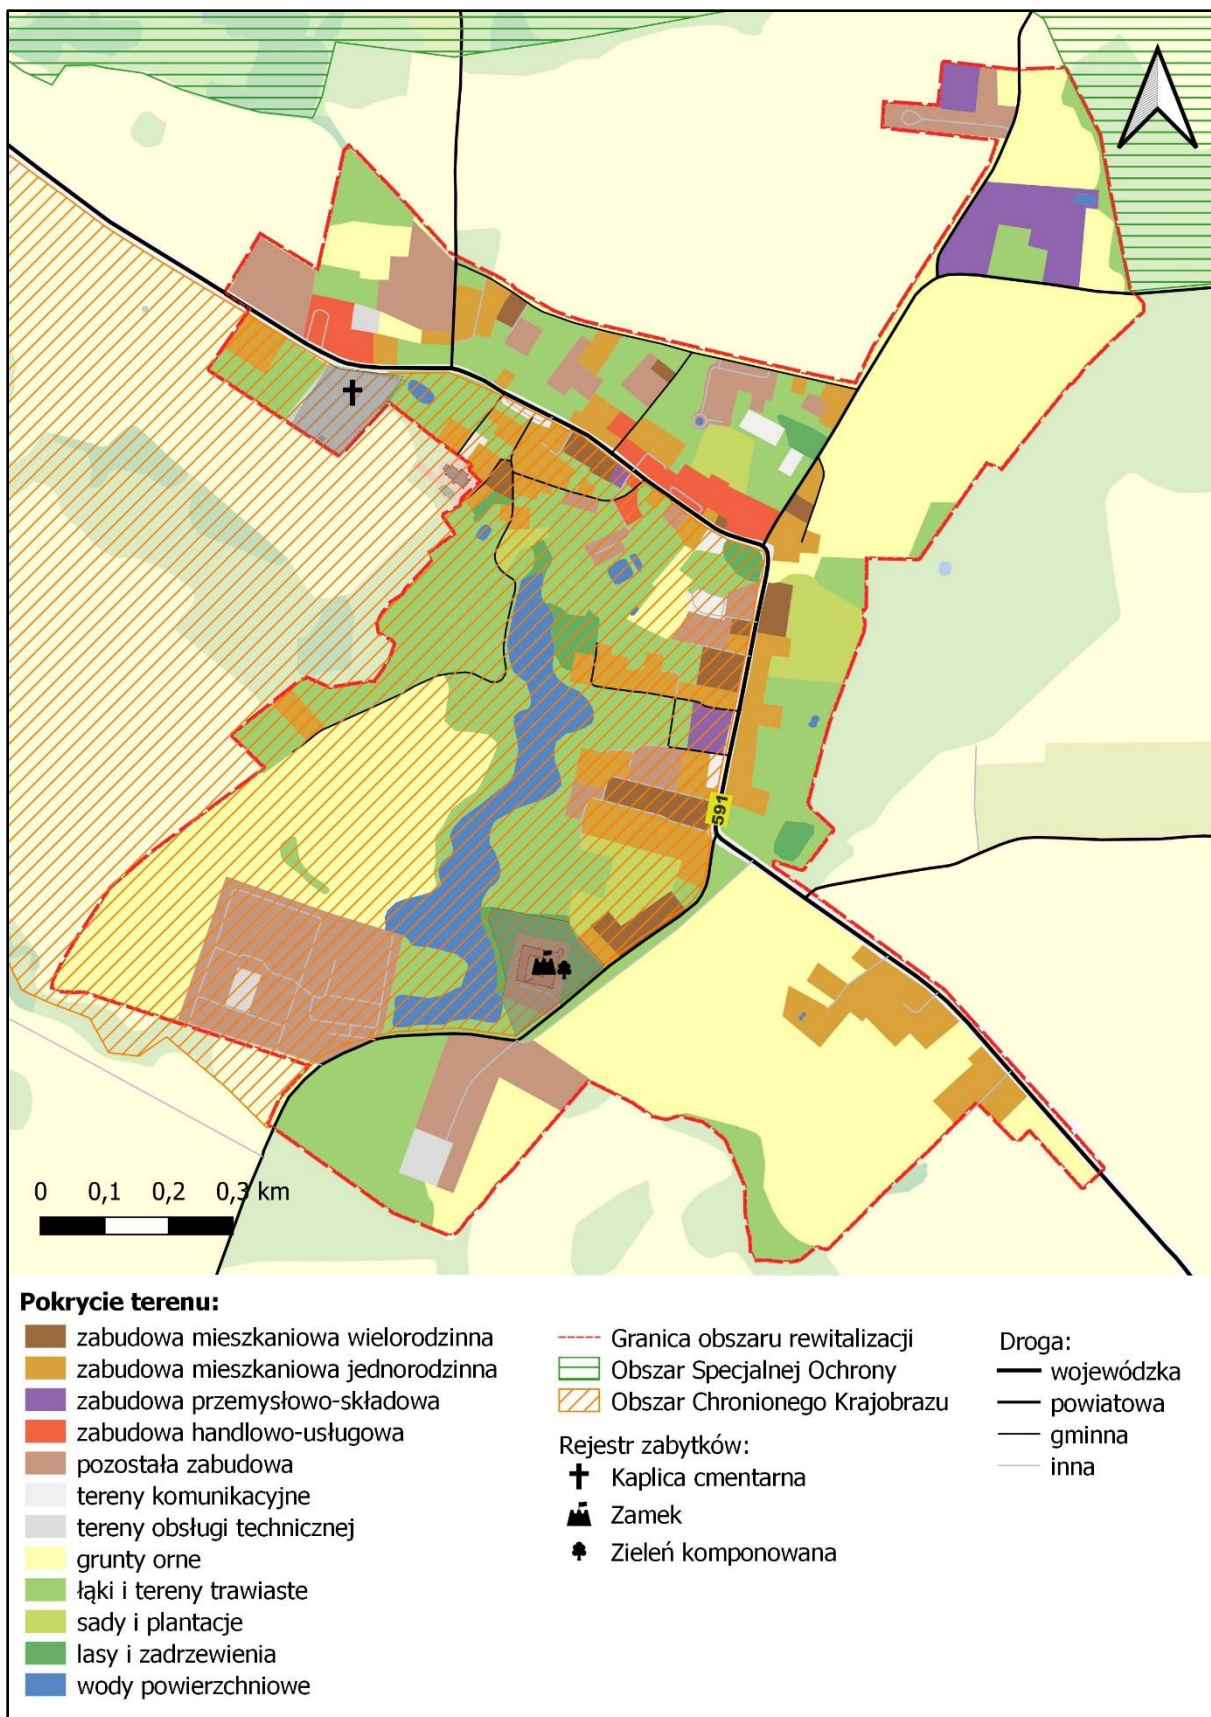 591
0 0,1 0,2 0,3 km
Pokrycie terenu:
zabudowa mieszkaniowa wielorodzinna
zabudowa mieszkaniowa jednorodzinna
zabudowa przemysłowo-składowa
zabudowa handlowo-usługowa
pozostała zabudowa
tereny komunikacyjne
tereny obsługi technicznej
grunty orne
łąki i tereny trawiaste
sady i plantacje
lasy i zadrzewienia
wody powierzchniowe
Granica obszaru rewitalizacji
Obszar Specjalnej Ochrony
Obszar Chronionego Krajobrazu
Rejestr zabytków:
Kaplica cmentarna
Zamek
Zieleń komponowana
Droga:
wojewódzka
powiatowa
gminna
inna